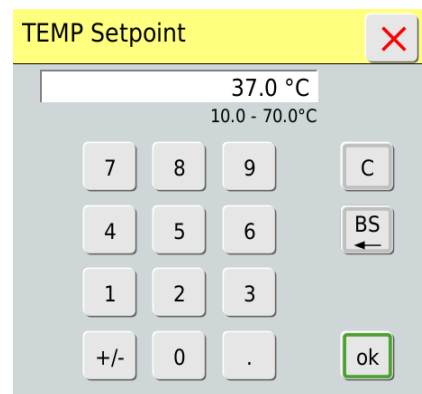 TEMP Setpoint
37.0 °C
10.0 - 70.0°C
7 8 9 C
4 5 6 BS
1 2 3
+/- 0 . ok